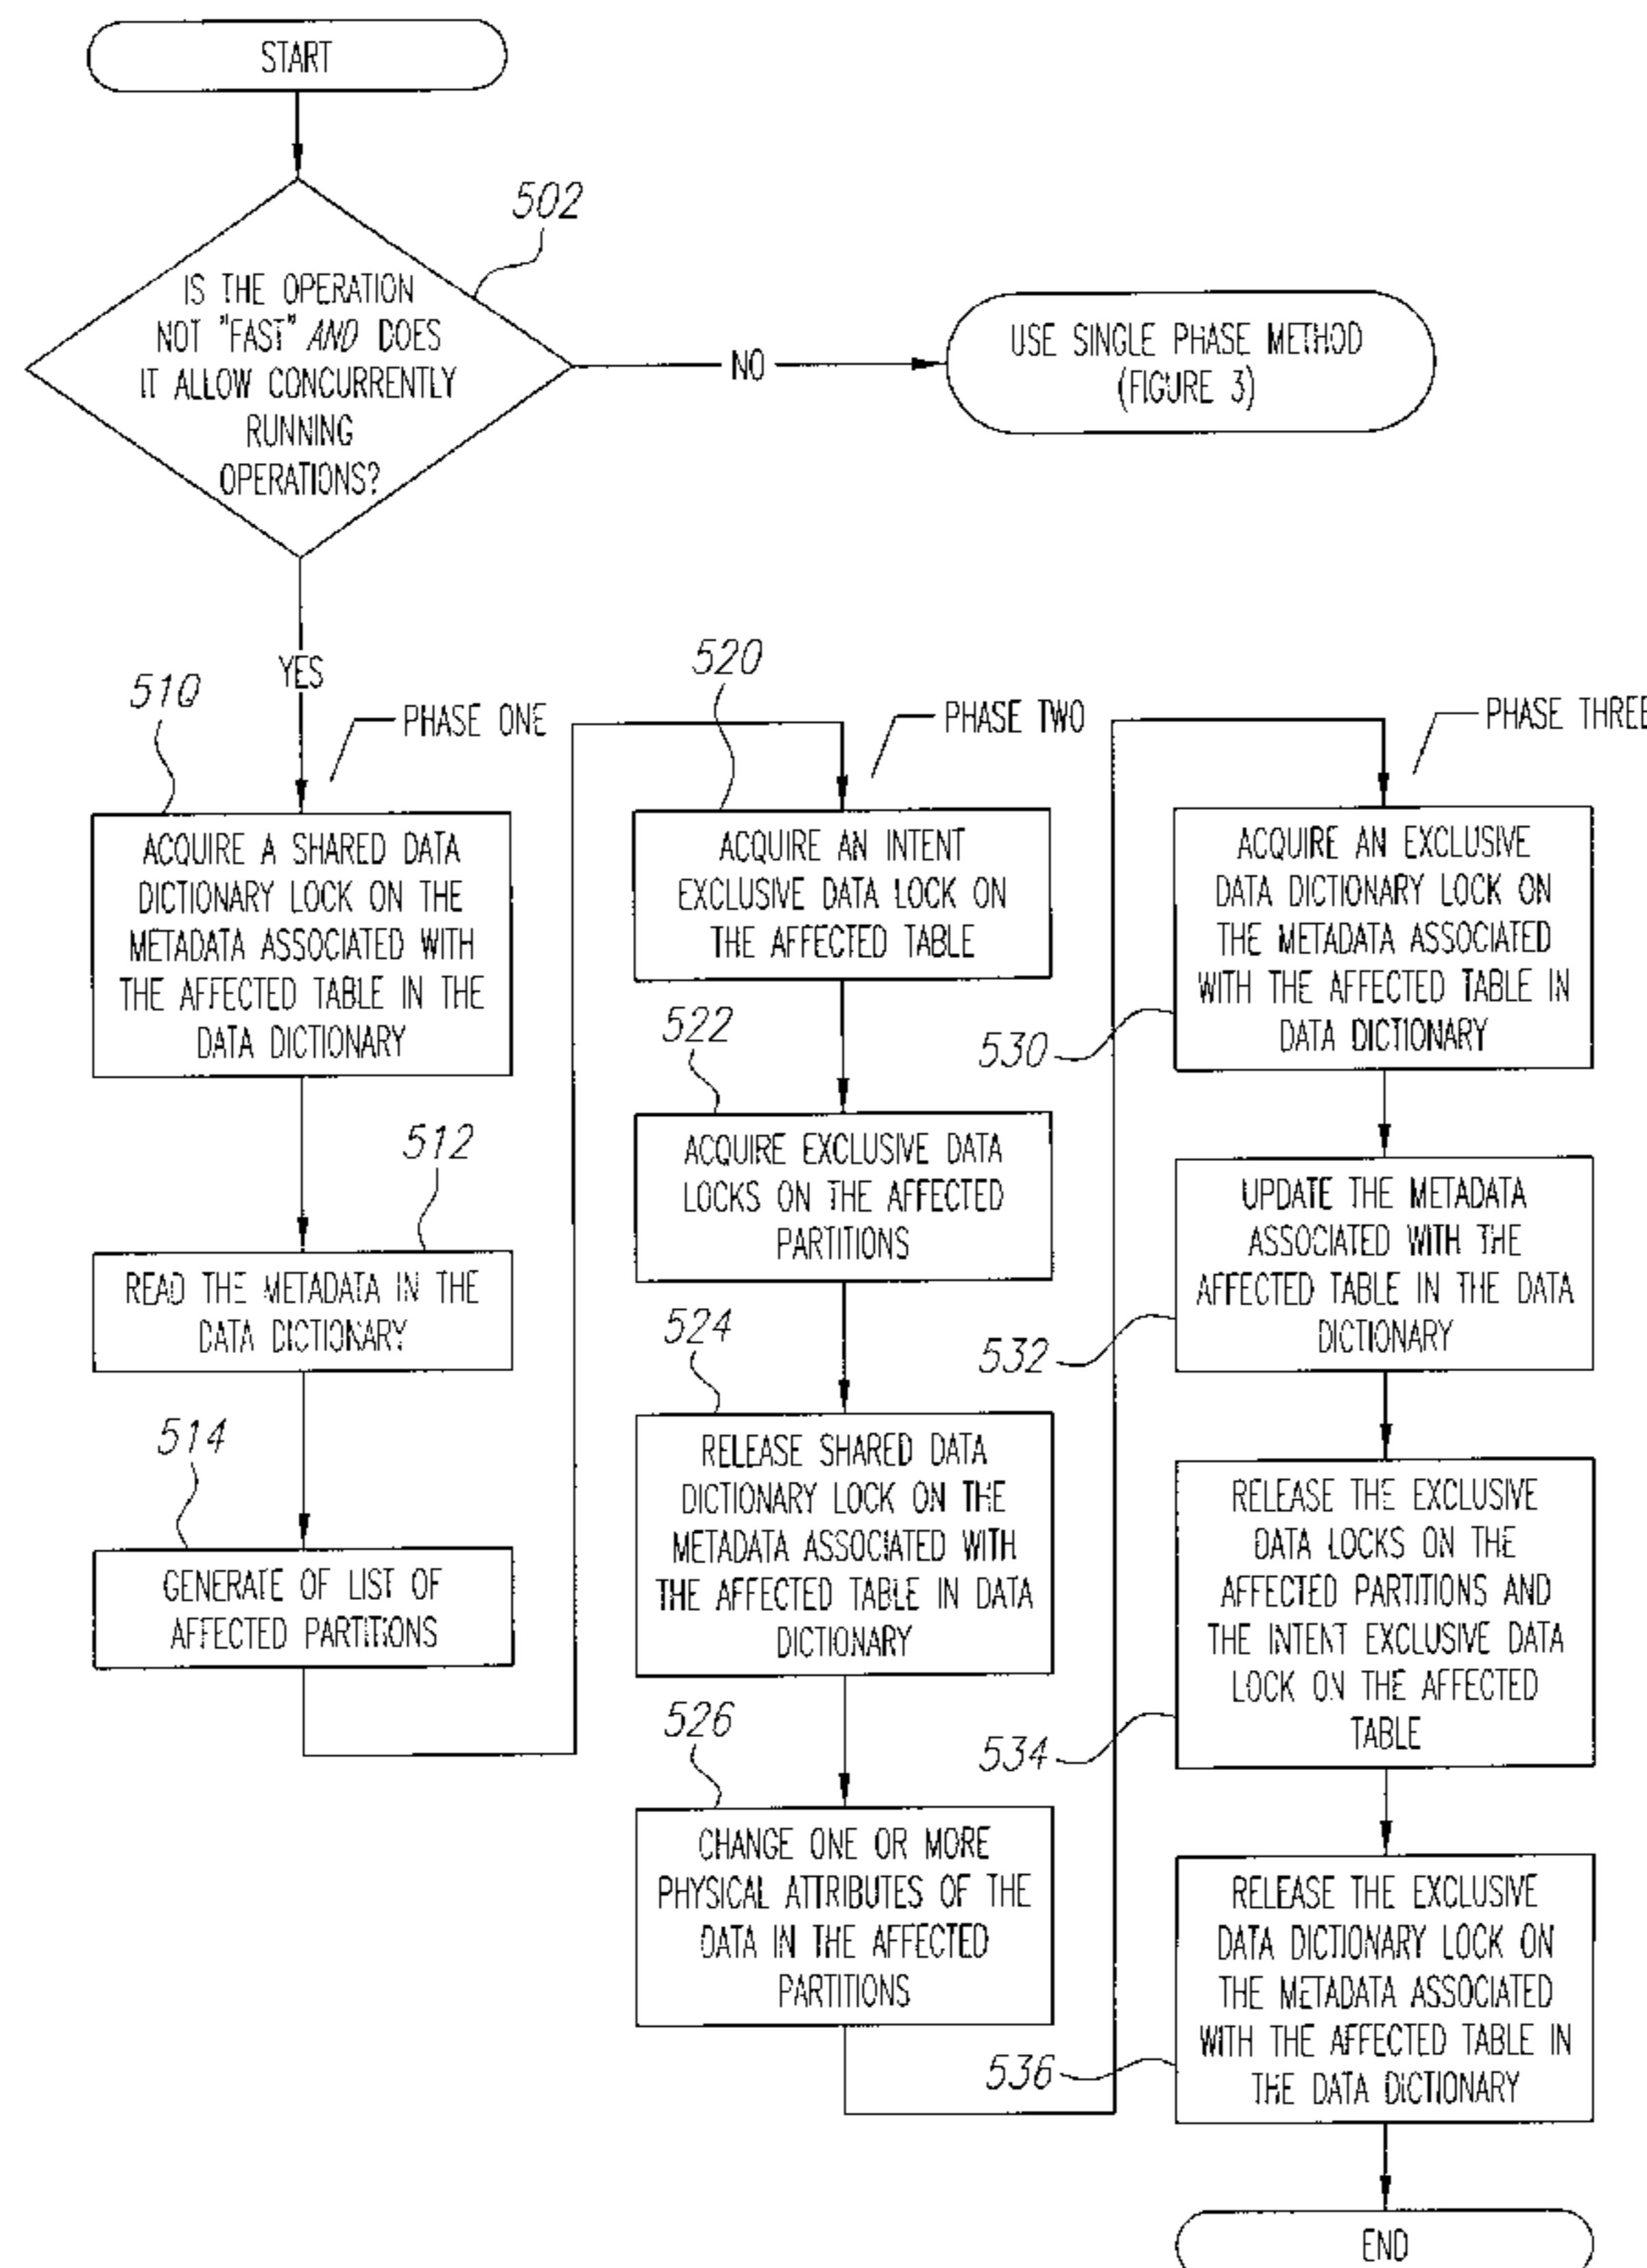 START
502
IS THE OPERATION
NOT "FAST" AND DOES
IT ALLOW CONCURRENTLY
RUNNING
OPERATIONS?
NO
USE SINGLE PHASE METHOD
(FIGURE 3)
YES
510
PHASE ONE
ACQUIRE A SHARED DATA
DICTIONARY LOCK ON THE
METADATA ASSOCIATED WITH
THE AFFECTED TABLE IN THE
DATA DICTIONARY
512
READ THE METADATA IN THE
DATA DICTIONARY
514
GENERATE OF LIST OF
AFFECTED PARTITIONS
520
PHASE TWO
ACQUIRE AN INTENT
EXCLUSIVE DATA LOCK ON
THE AFFECTED TABLE
522
ACQUIRE EXCLUSIVE DATA
LOCKS ON THE AFFECTED
PARTITIONS
524
RELEASE SHARED DATA
DICTIONARY LOCK ON THE
METADATA ASSOCIATED WITH
THE AFFECTED TABLE IN DATA
DICTIONARY
526
CHANGE ONE OR MORE
PHYSICAL ATTRIBUTES OF THE
DATA IN THE AFFECTED
PARTITIONS
PHASE THREE
ACQUIRE AN EXCLUSIVE
DATA DICTIONARY LOCK ON
THE METADATA ASSOCIATED
WITH THE AFFECTED TABLE IN
DATA DICTIONARY
530
UPDATE THE METADATA
ASSOCIATED WITH THE
AFFECTED TABLE IN THE DATA
DICTIONARY
532
RELEASE THE EXCLUSIVE
DATA LOCKS ON THE
AFFECTED PARTITIONS AND
THE INTENT EXCLUSIVE DATA
LOCK ON THE AFFECTED
TABLE
534
RELEASE THE EXCLUSIVE
DATA DICTIONARY LOCK ON
THE METADATA ASSOCIATED
WITH THE AFFECTED TABLE IN
THE DATA DICTIONARY
536
END